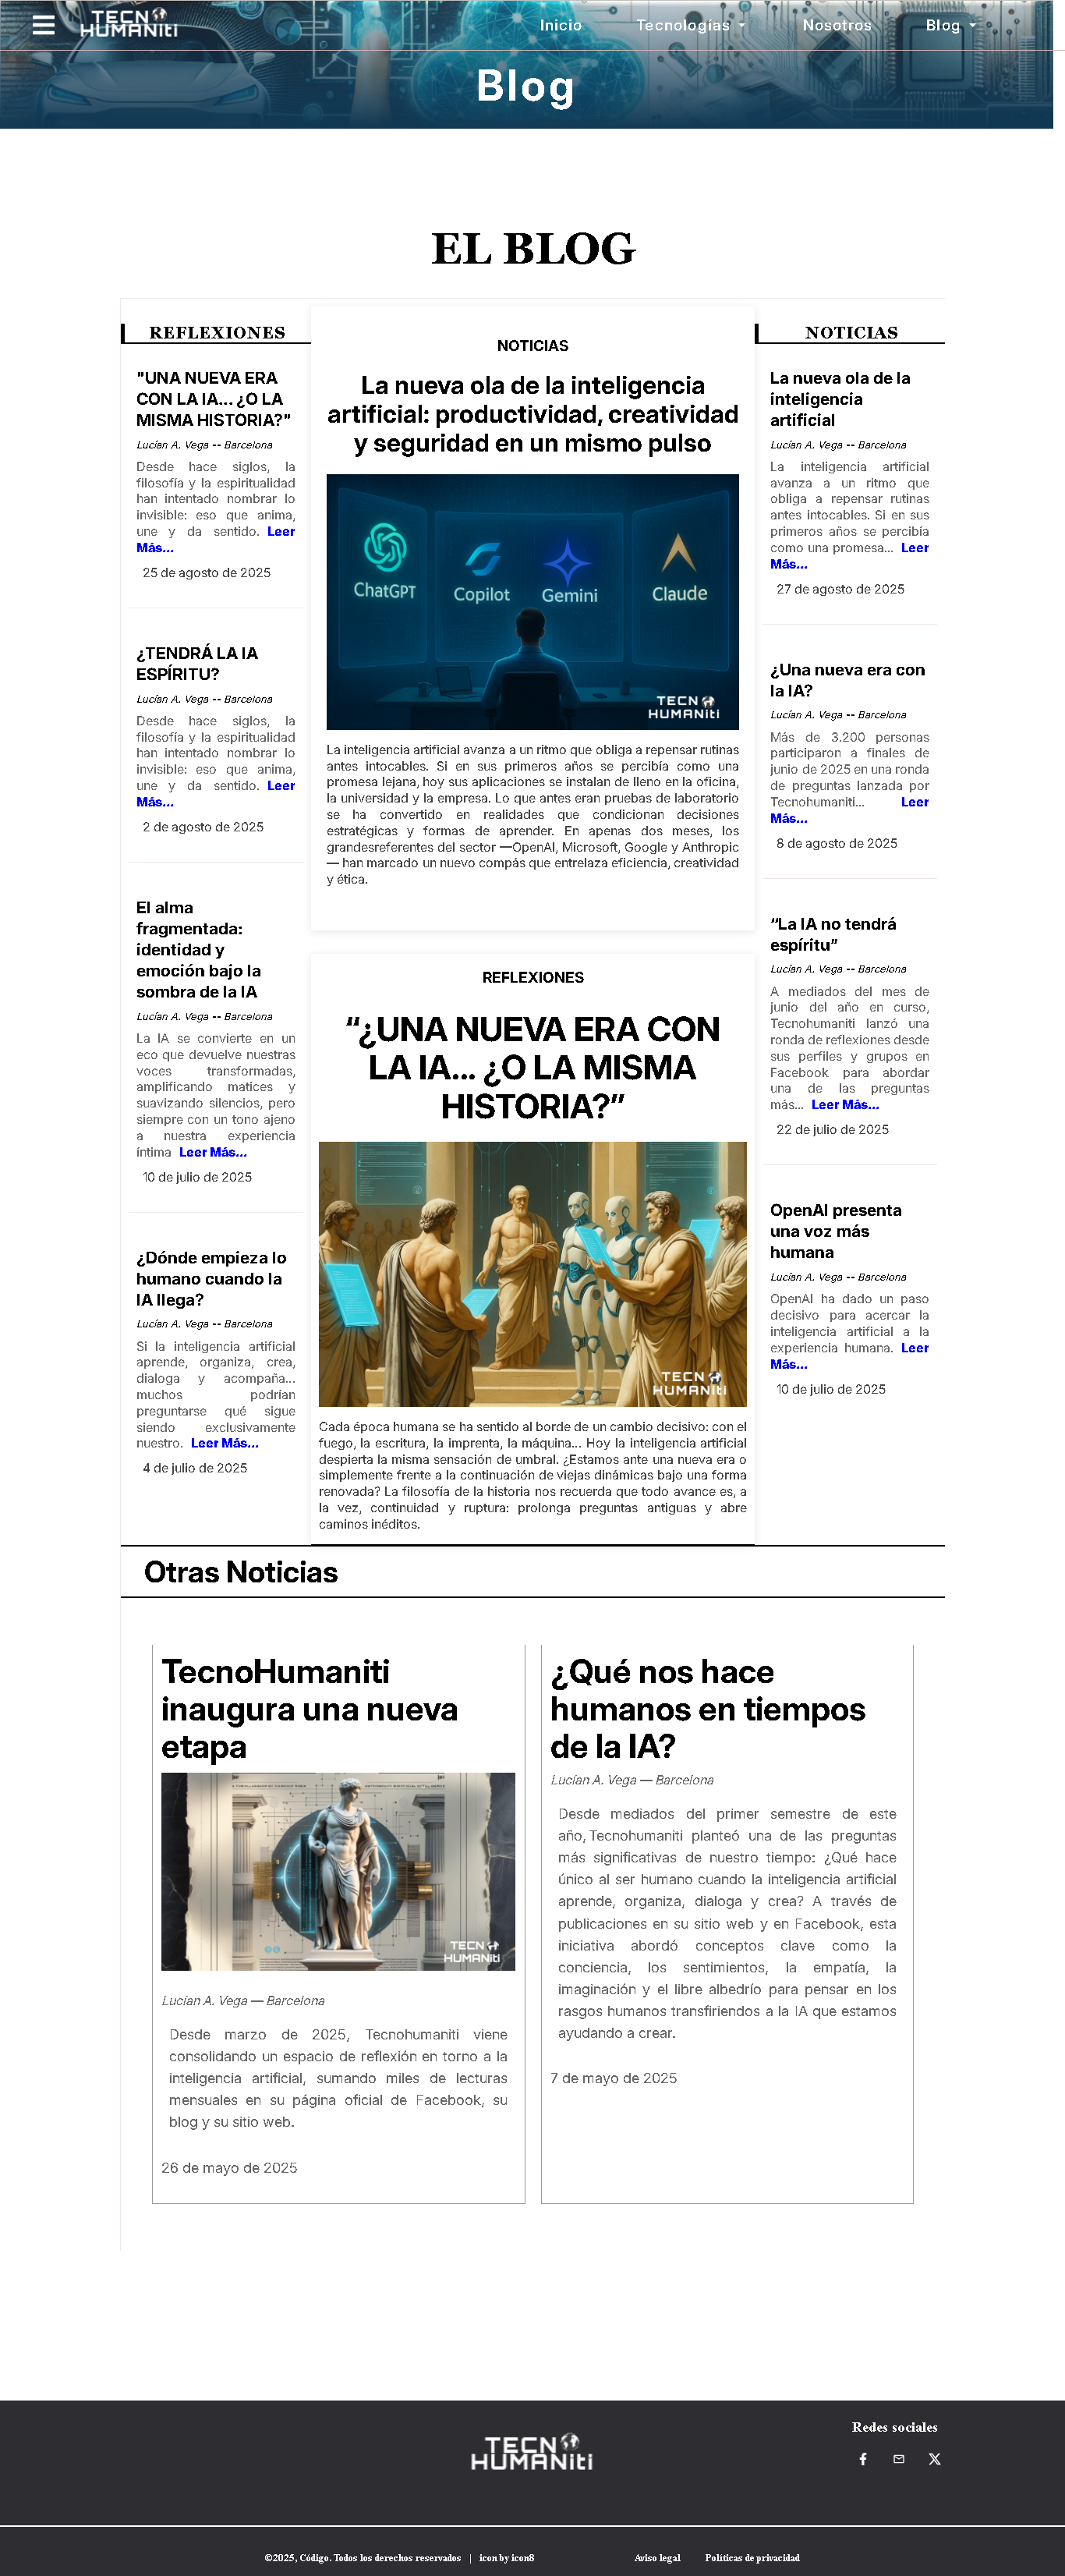 TECN
HUMANiti
Inicio
Tecnologías
Nosotros
Blog
Blog
EL BLOG
REFLEXIONES
"UNA NUEVA ERA
CON LA IA... ¿O LA
MISMA HISTORIA?"
Lucían A. Vega -- Barcelona
Desde hace siglos, la
filosofía y la espiritualidad
han intentado nombrar lo
invisible: eso que anima,
une y da sentido. Leer
Más...
25 de agosto de 2025
¿TENDRÁ LA IA
ESPÍRITU?
Lucían A. Vega -- Barcelona
Desde hace siglos, la
filosofía y la espiritualidad
han intentado nombrar lo
invisible: eso que anima,
une y da sentido. Leer
Más...
2 de agosto de 2025
El alma
fragmentada:
identidad y
emoción bajo la
sombra de la IA
Lucían A. Vega -- Barcelona
La IA se convierte en un
eco que devuelve nuestras
voces transformadas,
amplificando matices y
suavizando silencios, pero
siempre con un tono ajeno
a nuestra experiencia
íntima Leer Más...
10 de julio de 2025
¿Dónde empieza lo
humano cuando la
IA llega?
Lucían A. Vega -- Barcelona
Si la inteligencia artificial
aprende, organiza, crea,
dialoga y acompaña...
muchos podrían
preguntarse qué sigue
siendo exclusivamente
nuestro. Leer Más...
4 de julio de 2025
NOTICIAS
La nueva ola de la inteligencia
artificial: productividad, creatividad
y seguridad en un mismo pulso
ChatGPT
Copilot
Gemini
Claude
TECN
HUMANiti
La inteligencia artificial avanza a un ritmo que obliga a repensar rutinas
antes intocables. Si en sus primeros años se percibía como una
promesa lejana, hoy sus aplicaciones se instalan de lleno en la oficina,
la universidad y la empresa. Lo que antes eran pruebas de laboratorio
se ha convertido en realidades que condicionan decisiones
estratégicas y formas de aprender. En apenas dos meses, los
grandesreferentes del sector —OpenAI, Microsoft, Google y Anthropic
— han marcado un nuevo compás que entrelaza eficiencia, creatividad
y ética.
REFLEXIONES
“¿UNA NUEVA ERA CON
LA IA... ¿O LA MISMA
HISTORIA?”
TECN
HUMANiti
Cada época humana se ha sentido al borde de un cambio decisivo: con el
fuego, la escritura, la imprenta, la máquina... Hoy la inteligencia artificial
despierta la misma sensación de umbral. ¿Estamos ante una nueva era o
simplemente frente a la continuación de viejas dinámicas bajo una forma
renovada? La filosofía de la historia nos recuerda que todo avance es, a
la vez, continuidad y ruptura: prolonga preguntas antiguas y abre
caminos inéditos.
NOTICIAS
La nueva ola de la
inteligencia
artificial
Lucían A. Vega -- Barcelona
La inteligencia artificial
avanza a un ritmo que
obliga a repensar rutinas
antes intocables. Si en sus
primeros años se percibía
como una promesa... Leer
Más...
27 de agosto de 2025
¿Una nueva era con
la IA?
Lucían A. Vega -- Barcelona
Más de 3.200 personas
participaron a finales de
junio de 2025 en una ronda
de preguntas lanzada por
Tecnohumaniti... Leer
Más...
8 de agosto de 2025
“La IA no tendrá
espíritu”
Lucían A. Vega -- Barcelona
A mediados del mes de
junio del año en curso,
Tecnohumaniti lanzó una
ronda de reflexiones desde
sus perfiles y grupos en
Facebook para abordar
una de las preguntas
más... Leer Más...
22 de julio de 2025
OpenAI presenta
una voz más
humana
Lucían A. Vega -- Barcelona
OpenAI ha dado un paso
decisivo para acercar la
inteligencia artificial a la
experiencia humana. Leer
Más...
10 de julio de 2025
Otras Noticias
TecnoHumaniti
inaugura una nueva
etapa
TECN
HUMANiti
Lucían A. Vega — Barcelona
Desde marzo de 2025, Tecnohumaniti viene
consolidando un espacio de reflexión en torno a la
inteligencia artificial, sumando miles de lecturas
mensuales en su página oficial de Facebook, su
blog y su sitio web.
26 de mayo de 2025
¿Qué nos hace
humanos en tiempos
de la IA?
Lucían A. Vega — Barcelona
Desde mediados del primer semestre de este
año, Tecnohumaniti planteó una de las preguntas
más significativas de nuestro tiempo: ¿Qué hace
único al ser humano cuando la inteligencia artificial
aprende, organiza, dialoga y crea? A través de
publicaciones en su sitio web y en Facebook, esta
iniciativa abordó conceptos clave como la
conciencia, los sentimientos, la empatía, la
imaginación y el libre albedrío para pensar en los
rasgos humanos transfiriendos a la IA que estamos
ayudando a crear.
7 de mayo de 2025
TECN
HUMANiti
Redes sociales
©2025, Código. Todos los derechos reservados | icon by icon8
Aviso legal
Políticas de privacidad